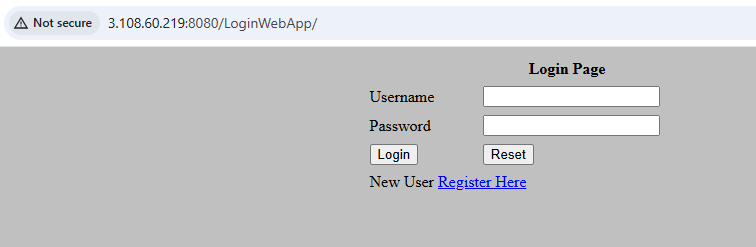 Not secure 3.108.60.219:8080/LoginWebApp/
Login Page
Username
Password
Login Reset
New User Register Here